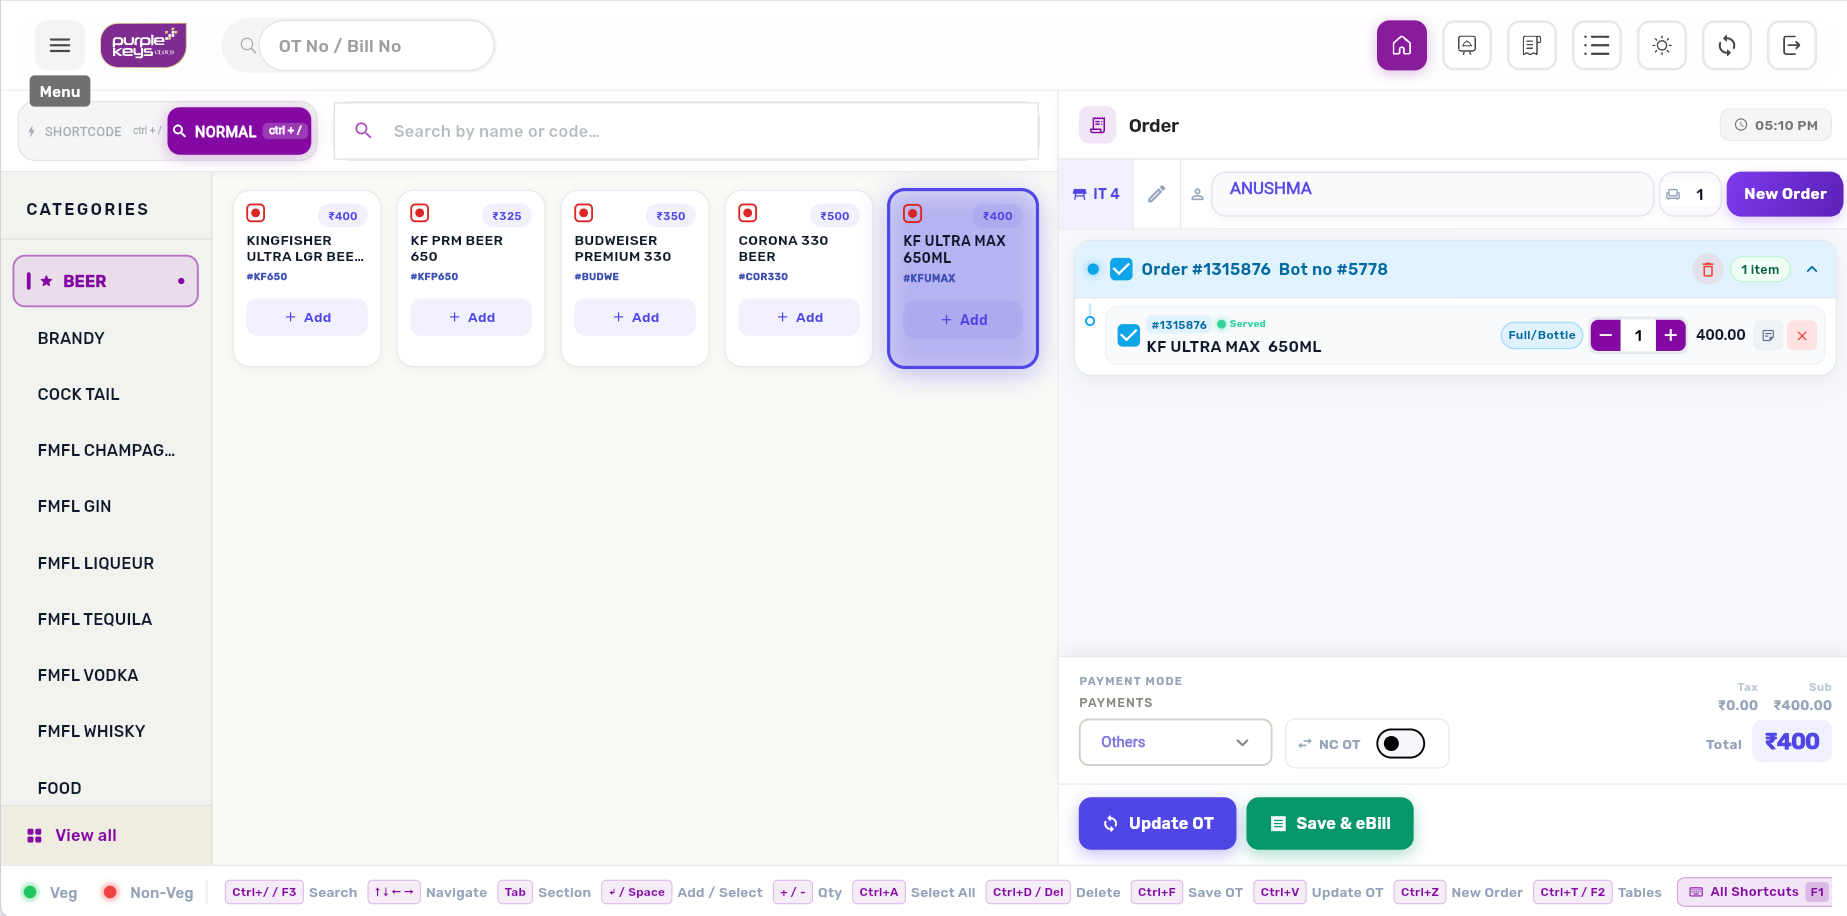 purple
keys CLOUD
OT No / Bill No
Menu
SHORTCODE ctrl + /
NORMAL ctrl + /
Search by name or code...
Order
05:10 PM
CATEGORIES
BEER
BRANDY
COCK TAIL
FMFL CHAMPAG...
FMFL GIN
FMFL LIQUEUR
FMFL TEQUILA
FMFL VODKA
FMFL WHISKY
FOOD
View all
₹400
KINGFISHER
ULTRA LGR BEE...
#KF650
+ Add
₹325
KF PRM BEER
650
#KFP650
+ Add
₹350
BUDWEISER
PREMIUM 330
#BUDWE
+ Add
₹500
CORONA 330
BEER
#COR330
+ Add
₹400
KF ULTRA MAX
650ML
#KFUMAX
+ Add
IT 4
ANUSHMA
1
New Order
Order #1315876 Bot no #5778
1 item
#1315876 Served
KF ULTRA MAX 650ML
Full/Bottle
− 1 +
400.00
PAYMENT MODE
PAYMENTS
Others
NC OT
Tax Sub
₹0.00 ₹400.00
Total ₹400
Update OT
Save & eBill
Veg
Non-Veg
Ctrl+/ / F3 Search
↑↓←→ Navigate
Tab Section
↲ / Space Add / Select
+ / - Qty
Ctrl+A Select All
Ctrl+D / Del Delete
Ctrl+F Save OT
Ctrl+V Update OT
Ctrl+Z New Order
Ctrl+T / F2 Tables
All Shortcuts F1